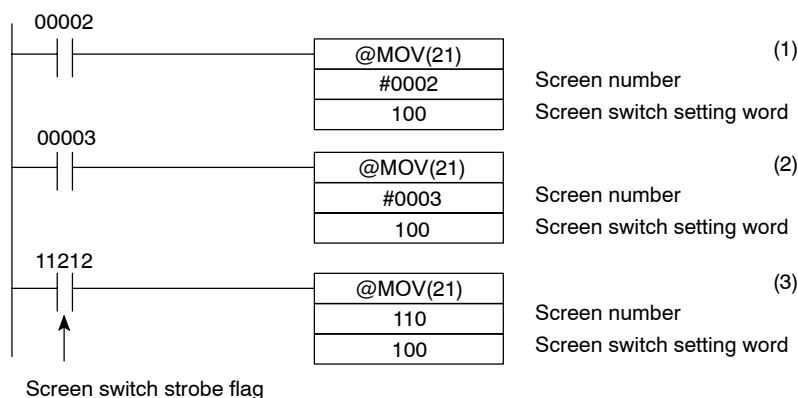 00002
@MOV(21) (1)
#0002 Screen number
100 Screen switch setting word
00003
@MOV(21) (2)
#0003 Screen number
100 Screen switch setting word
11212
@MOV(21) (3)
110 Screen number
100 Screen switch setting word
Screen switch strobe flag